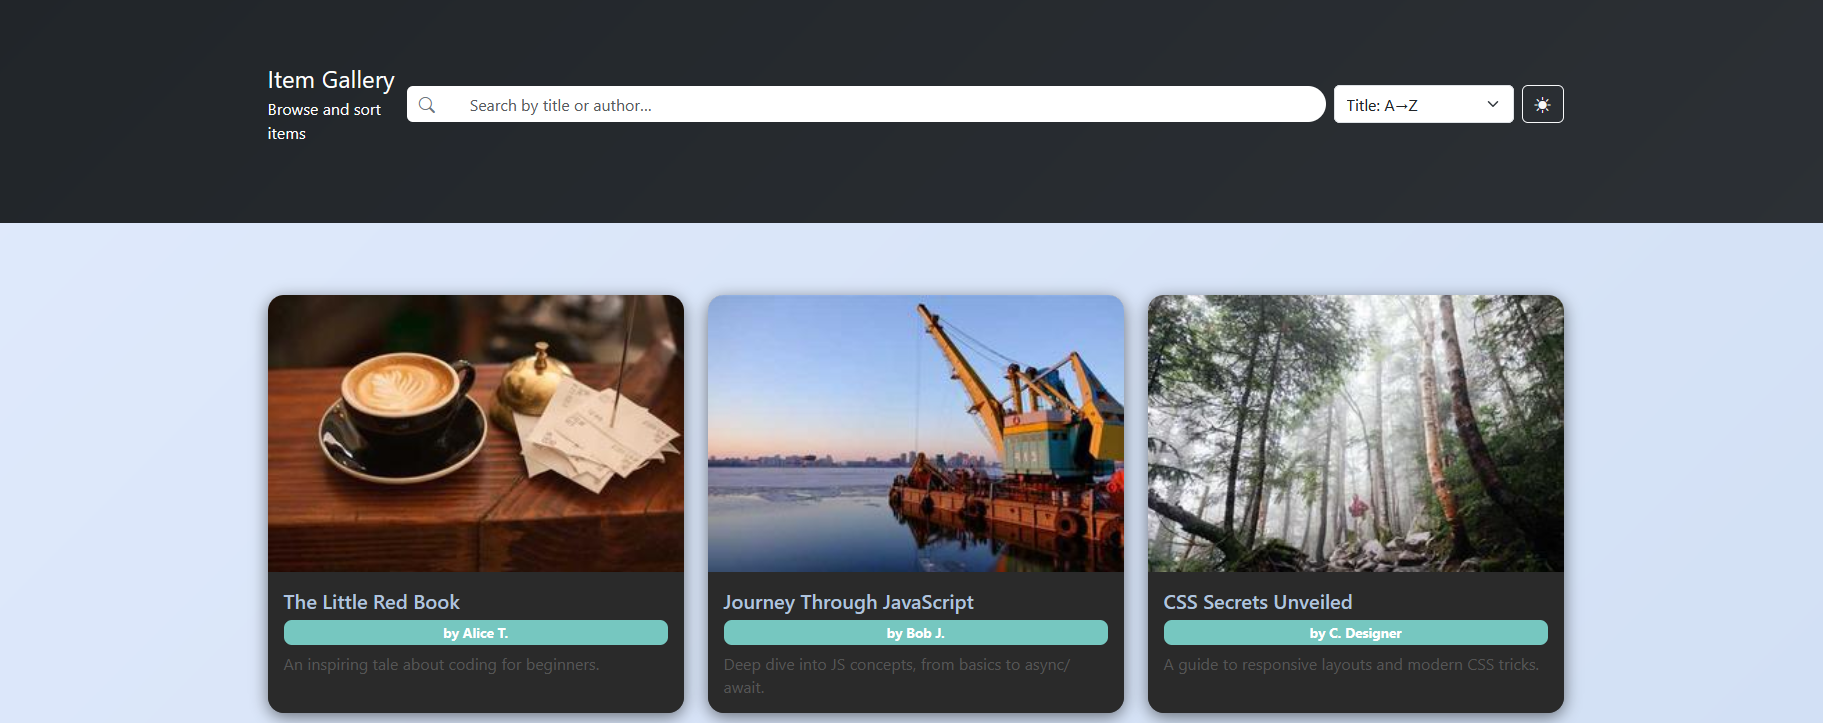 Item Gallery
Browse and sort
items
Search by title or author...
Title: A→Z
The Little Red Book
by Alice T.
An inspiring tale about coding for beginners.
Journey Through JavaScript
by Bob J.
Deep dive into JS concepts, from basics to async/
await.
CSS Secrets Unveiled
by C. Designer
A guide to responsive layouts and modern CSS tricks.